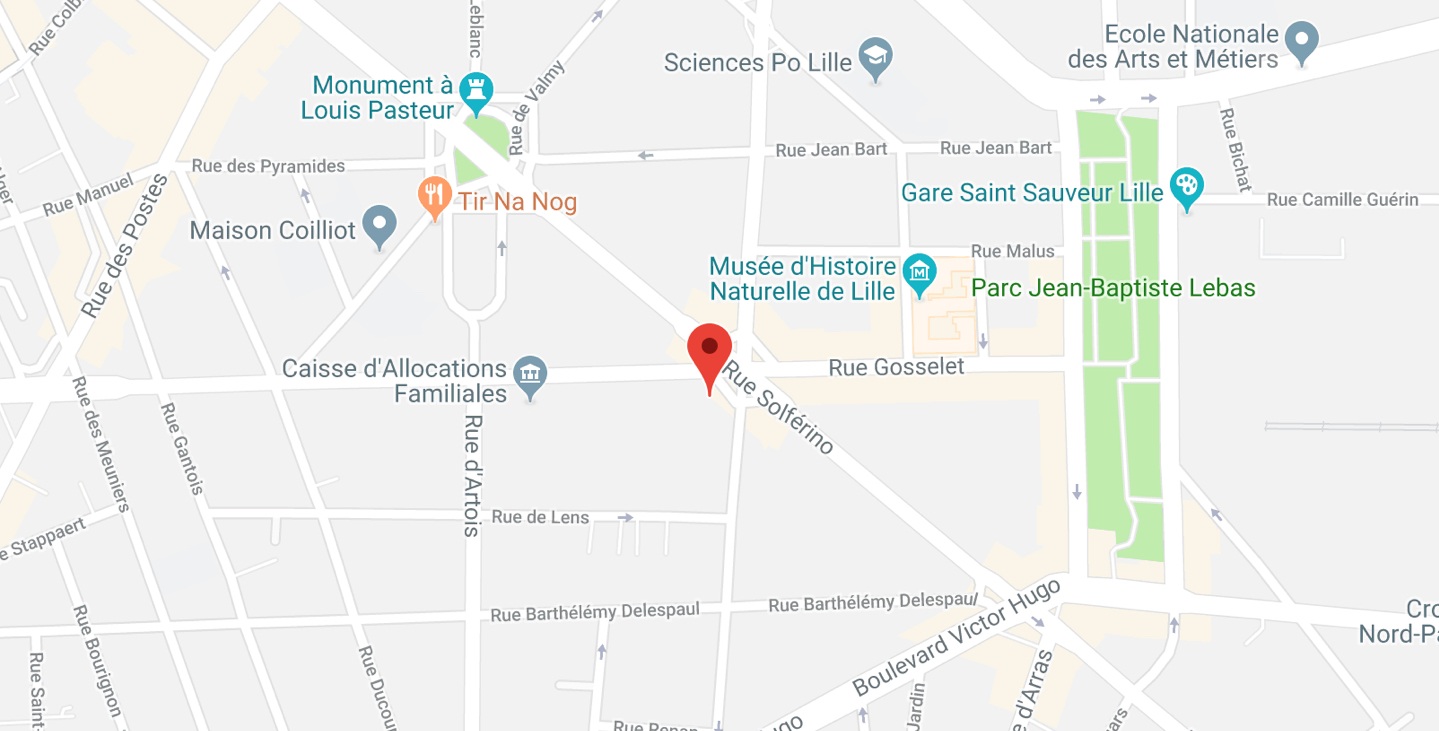 Rue Colb
Leblanc
Ecole Nationale
des Arts et Métiers
Sciences Po Lille
Monument à
Louis Pasteur
Rue de Valmy
Rue des Pyramides
Rue Jean Bart
Rue Jean Bart
Rue Bichat
Rue Manuel
Tir Na Nog
Gare Saint Sauveur Lille
Rue Camille Guérin
Maison Coilliot
Rue des Postes
Rue Malus
Musée d'Histoire
Naturelle de Lille
Parc Jean-Baptiste Lebas
Caisse d'Allocations
Familiales
Rue Gosselet
Rue Solférino
Rue des Meuniers
Rue Gantois
Rue d'Artois
Rue de Lens
e Stappaert
Rue Barthélémy Delespaul
Rue Barthélémy Delespaul
Boulevard Victor Hugo
Cro
Nord-Pa
Rue Bourignon
Rue Saint-
Rue Ducou
Rue Renan
ugo
Jardin
e d'Arras
ars